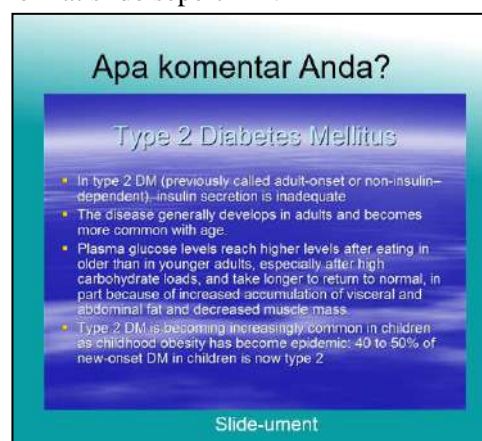 Apa komentar Anda?
Type 2 Diabetes Mellitus
In type 2 DM (previously called adult-onset or non-insulin–
dependent), insulin secretion is inadequate
The disease generally develops in adults and becomes
more common with age.
Plasma glucose levels reach higher levels after eating in
older than in younger adults, especially after high
carbohydrate loads, and take longer to return to normal, in
part because of increased accumulation of visceral and
abdominal fat and decreased muscle mass.
Type 2 DM is becoming increasingly common in children
as childhood obesity has become epidemic: 40 to 50% of
new-onset DM in children is now type 2
Slide-ument